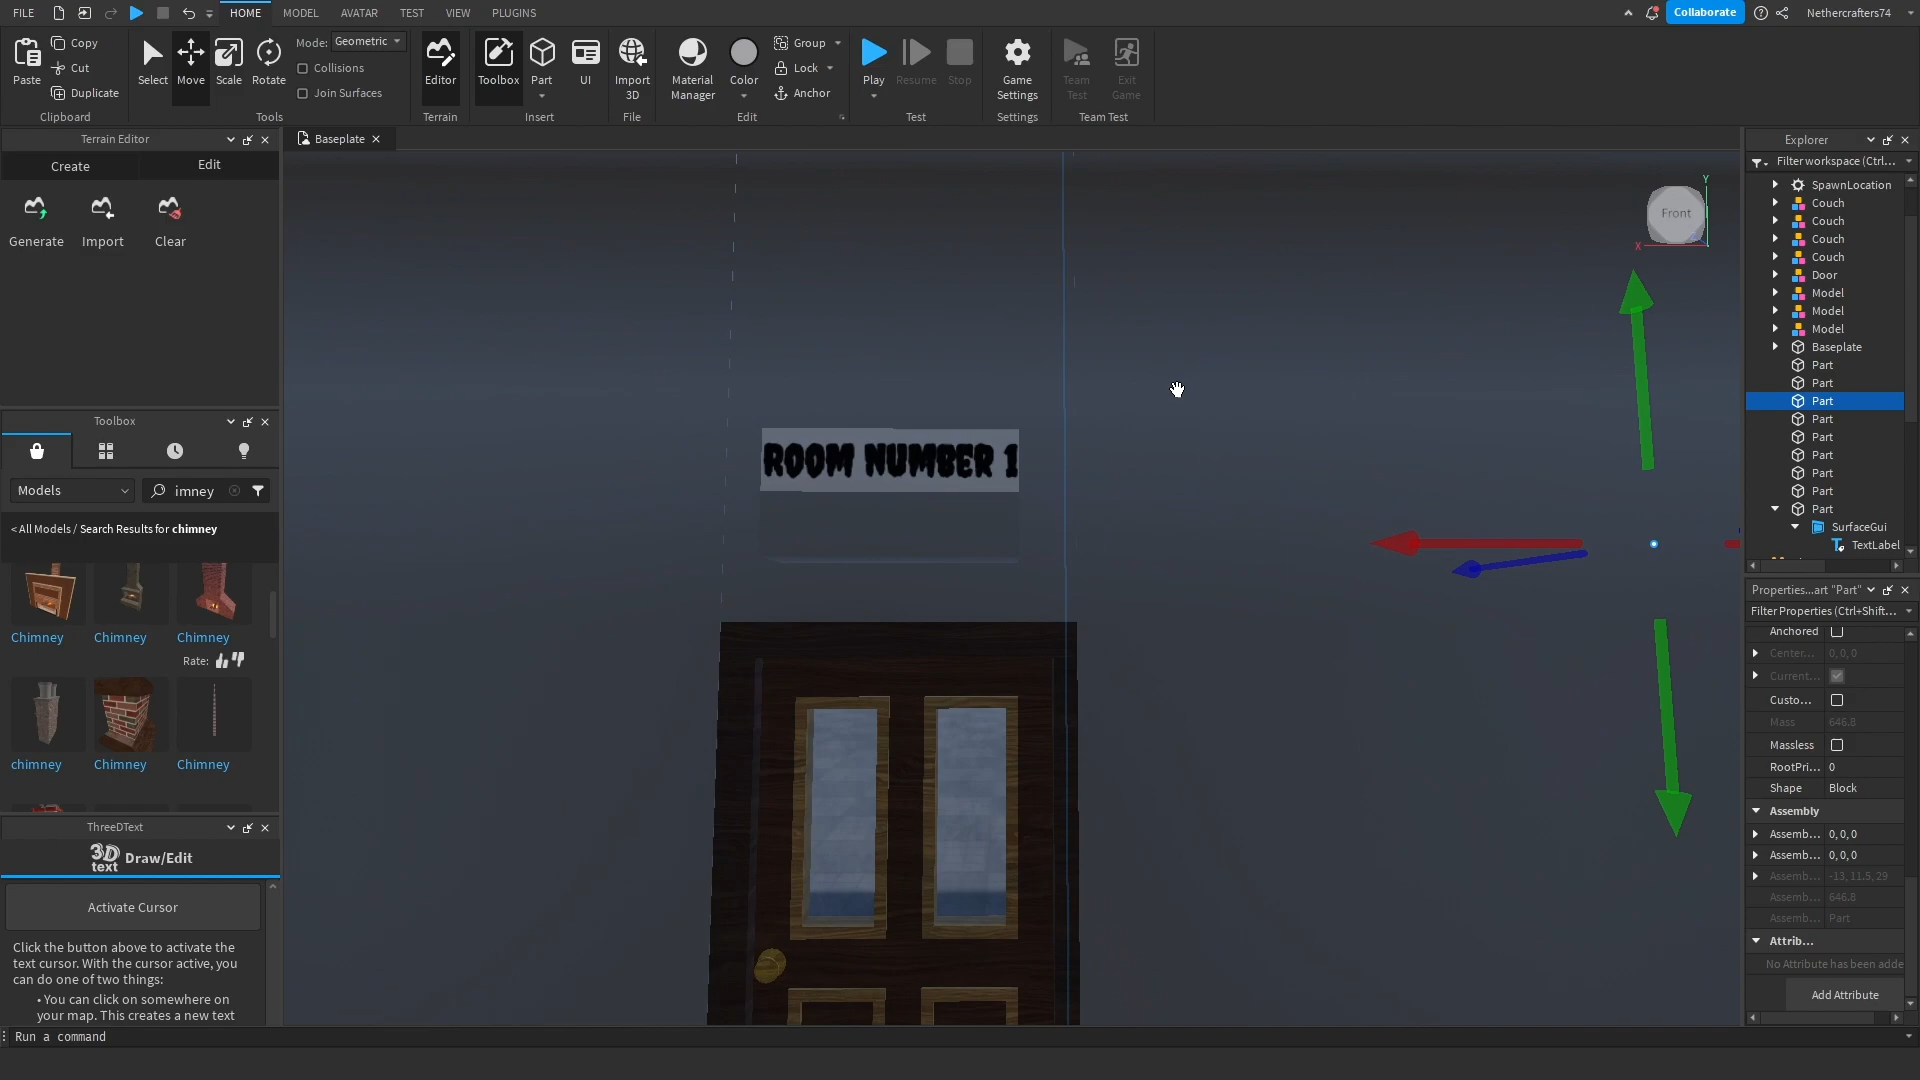 FILE HOME MODEL AVATAR TEST VIEW PLUGINS Collaborate Nethercrafters74
Paste
Copy
Cut
Duplicate
Clipboard
Select Move Scale Rotate
Mode: Geometric
Collisions
Join Surfaces
Tools
Editor
Terrain
Toolbox Part UI
Insert
Import
3D
File
Material
Manager
Color
Group
Lock
Anchor
Edit
Play Resume Stop
Test
Game
Settings
Settings
Team
Test
Exit
Game
Team Test
Terrain Editor
Create Edit
Generate Import Clear
Toolbox
Models imney
< All Models / Search Results for chimney
Chimney Chimney Chimney
Rate:
chimney Chimney Chimney
ThreeDText
3D
text
Draw/Edit
Activate Cursor
Click the button above to activate the
text cursor. With the cursor active, you
can do one of two things:
• You can click on somewhere on
your map. This creates a new text
Run a command
Baseplate
ROOM NUMBER 1
Front
Y
X
Explorer
Filter workspace (Ctrl...
SpawnLocation
Couch
Couch
Couch
Couch
Door
Model
Model
Model
Baseplate
Part
Part
Part
Part
Part
Part
Part
Part
Part
SurfaceGui
TextLabel
Properties...art "Part"
Filter Properties (Ctrl+Shift...
Anchored
Center... 0, 0, 0
Current...
Custo...
Mass 646.8
Massless
RootPri... 0
Shape Block
Assembly
Assemb... 0, 0, 0
Assemb... 0, 0, 0
Assemb... -13, 11.5, 29
Assemb... 646.8
Assemb... Part
Attrib...
No Attribute has been adde
Add Attribute